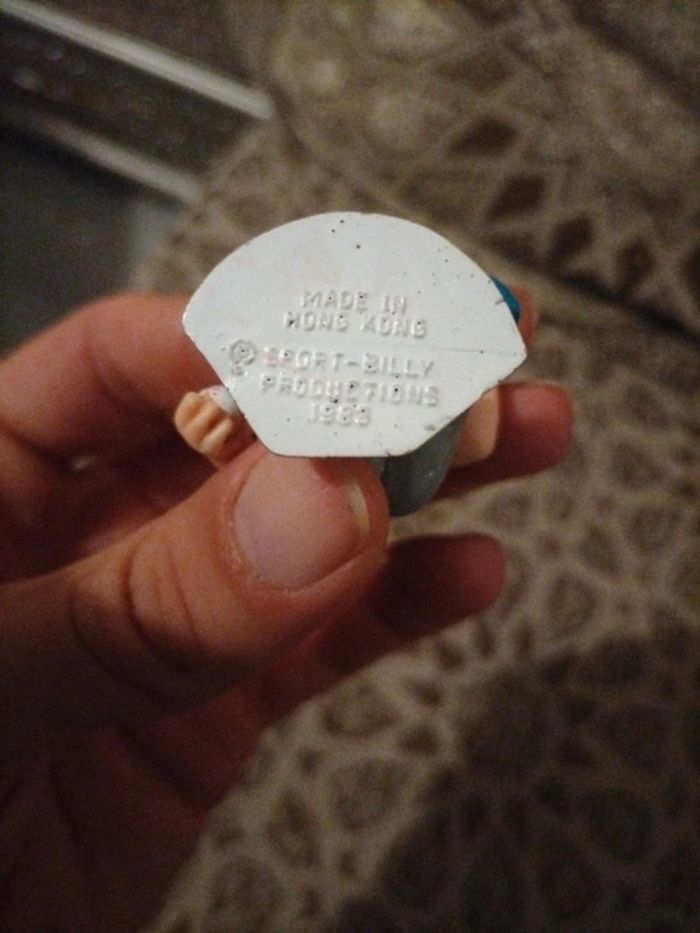 MADE IN
HONG KONG
© SPORT-BILLY
PRODUCTIONS
1983